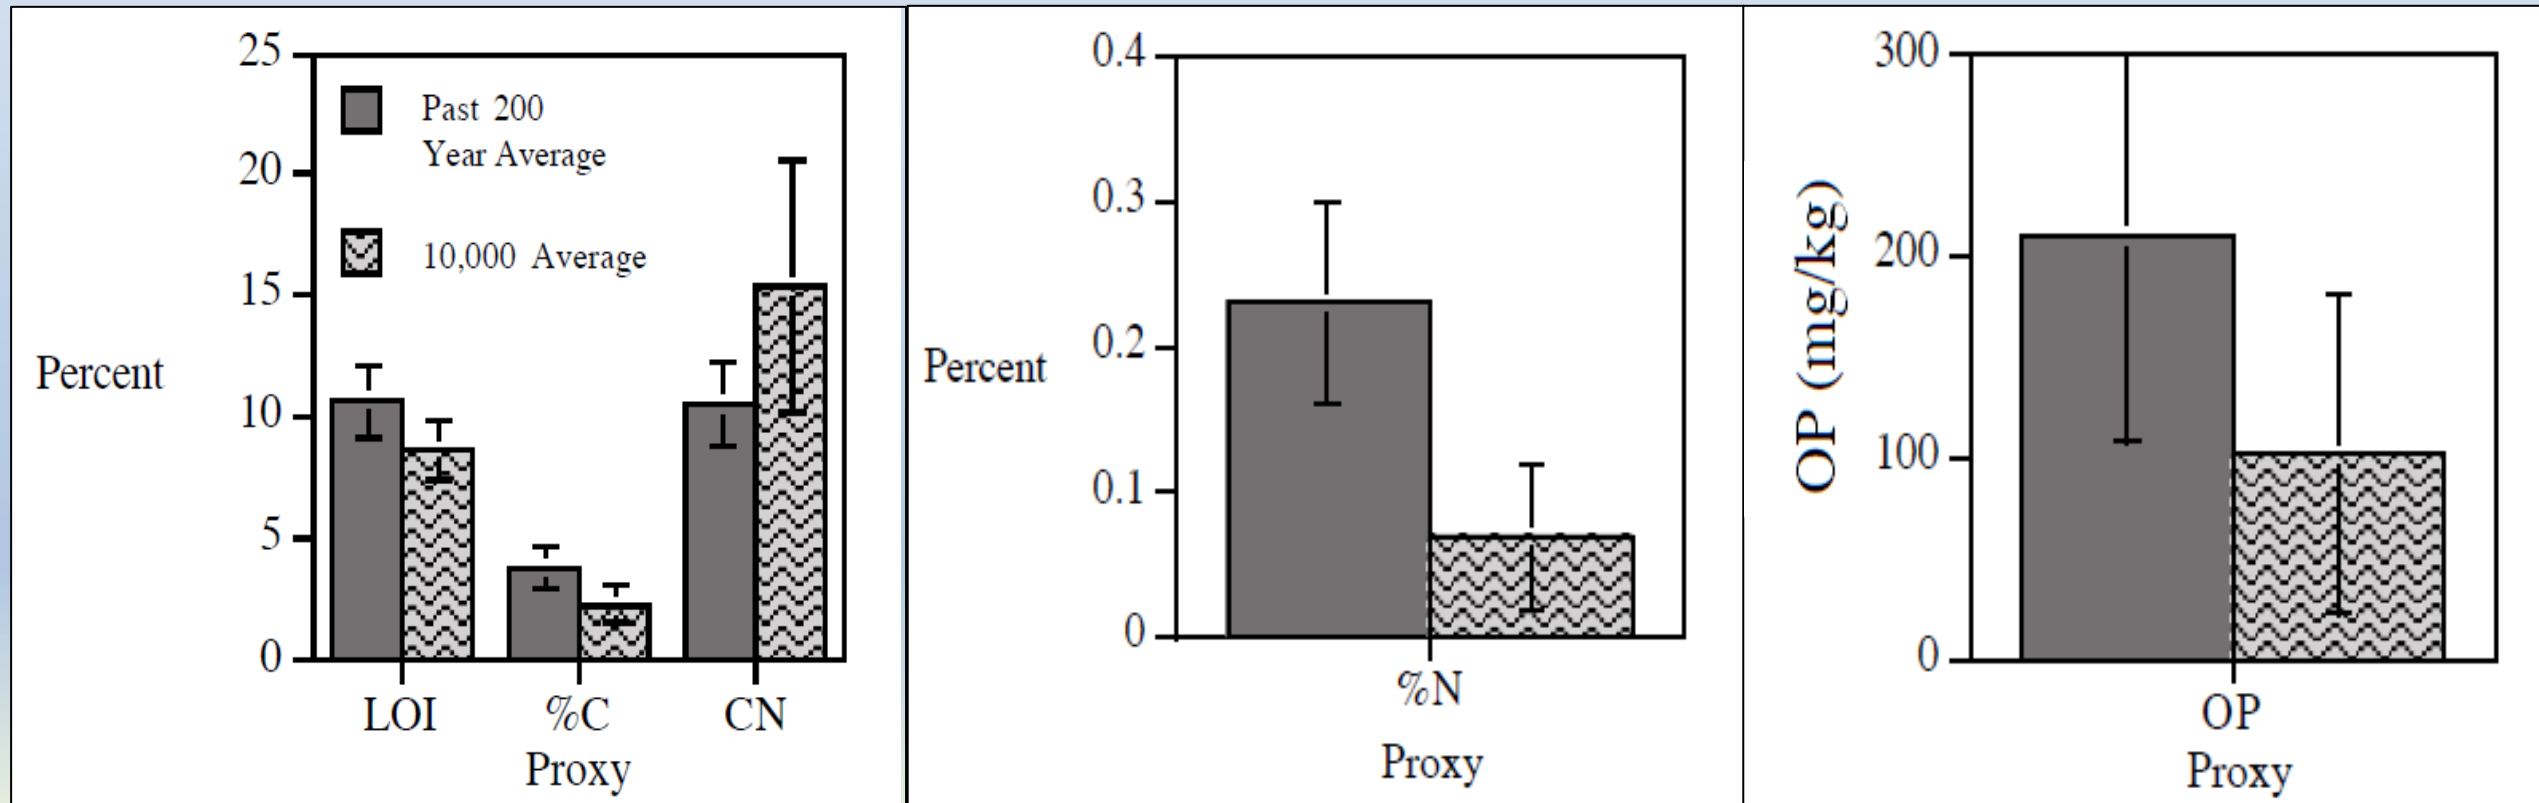 25
20
15
10
5
0
Percent
Past 200
Year Average
10,000 Average
LOI
%C
CN
Proxy
0.4
0.3
0.2
0.1
0
Percent
%N
Proxy
300
200
100
0
OP (mg/kg)
OP
Proxy